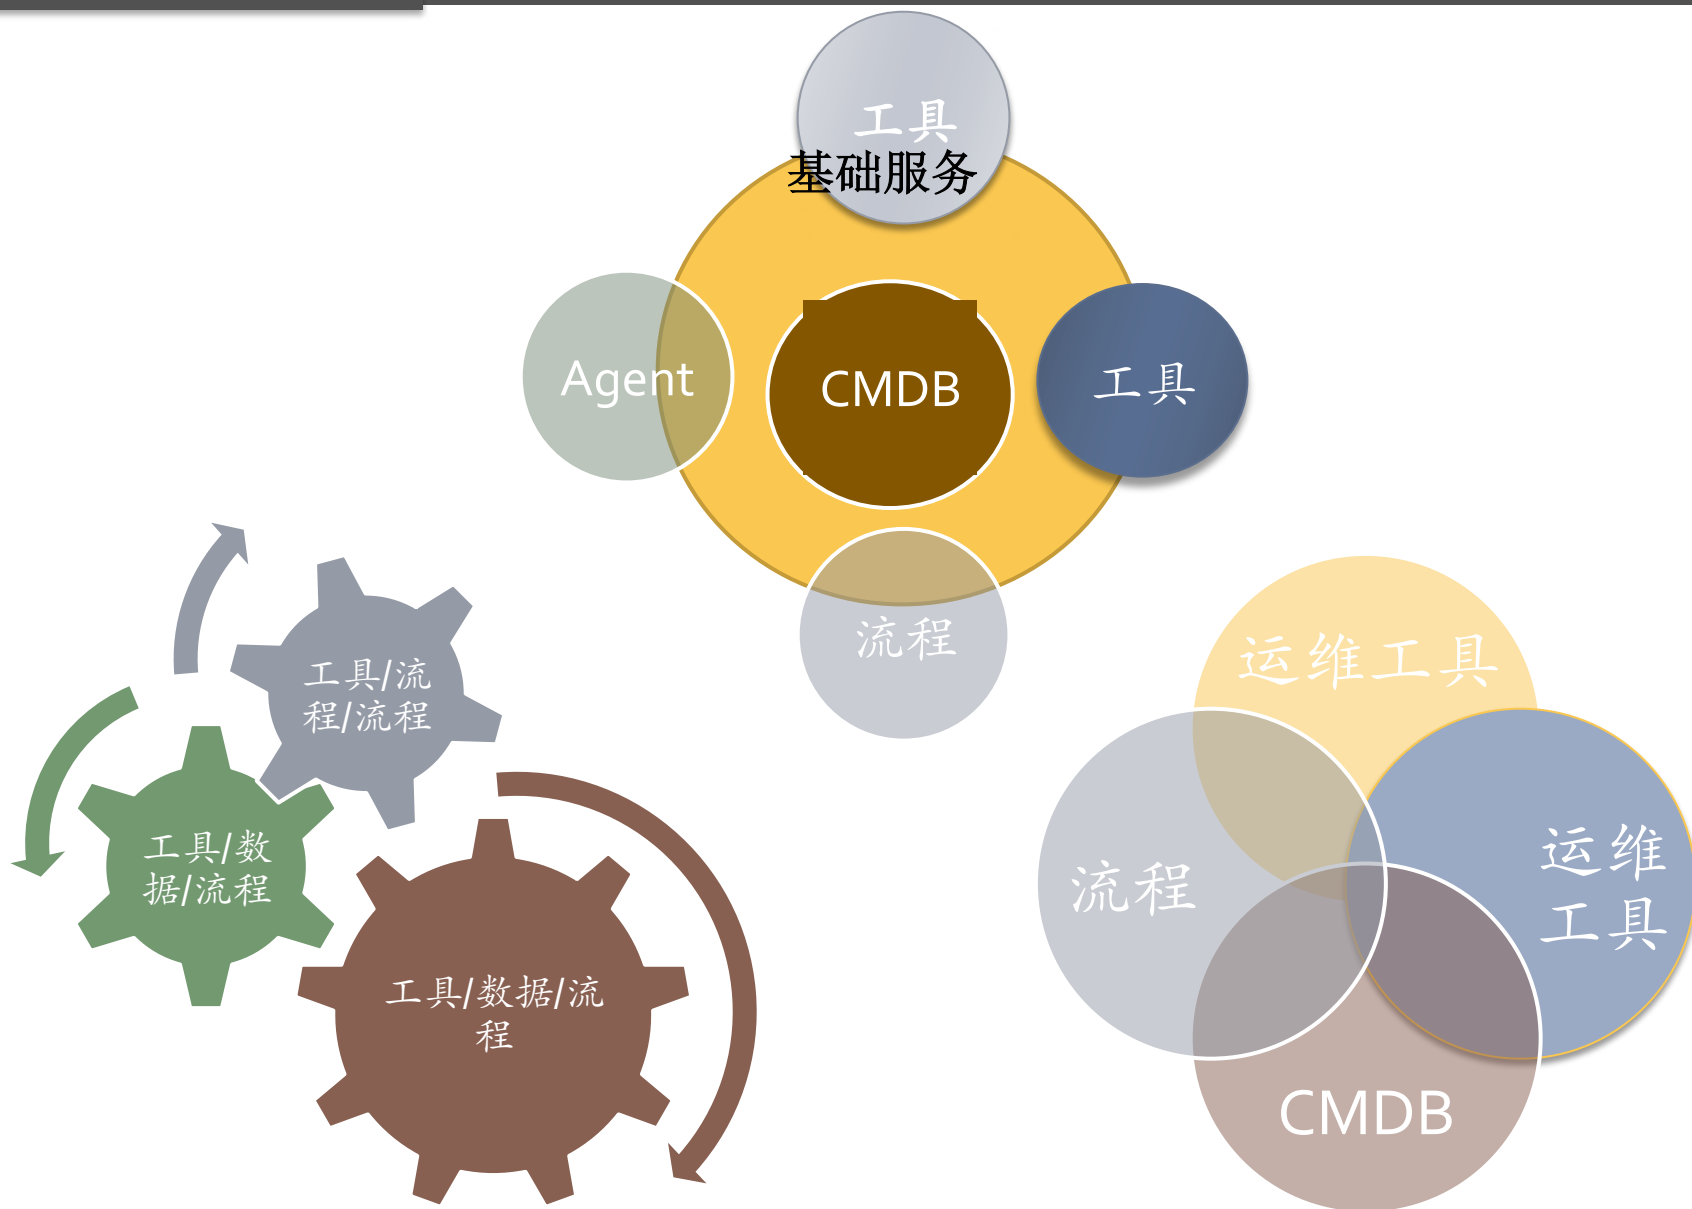 工具
基础服务
Agent
CMDB
工具
流程
工具/流
程/流程
工具/数
据/流程
工具/数据/流
程
运维工具
流程
运维
工具
CMDB